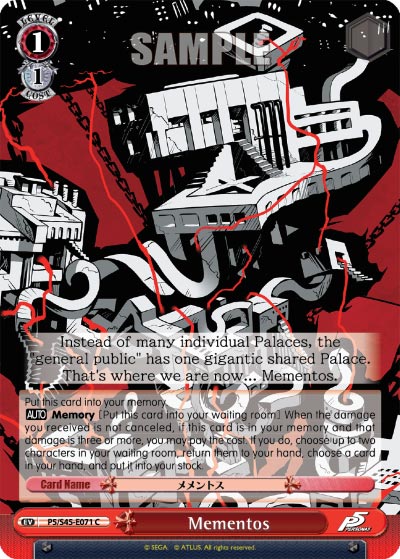 LEVEL
1
1
COST
SAMPLE
Instead of many individual Palaces, the
"general public" has one gigantic shared Palace.
That's where we are now... Mementos.
Put this card into your memory.
AUTO Memory [Put this card into your waiting room] When the damage
you received is not canceled, if this card is in your memory and that
damage is three or more, you may pay the cost. If you do, choose up to two
characters in your waiting room, return them to your hand, choose a card
in your hand, and put it into your stock.
Card Name メメントス
EV P5/S45-E071 C Mementos P5 PERSONA5
© SEGA. © ATLUS. All rights reserved.